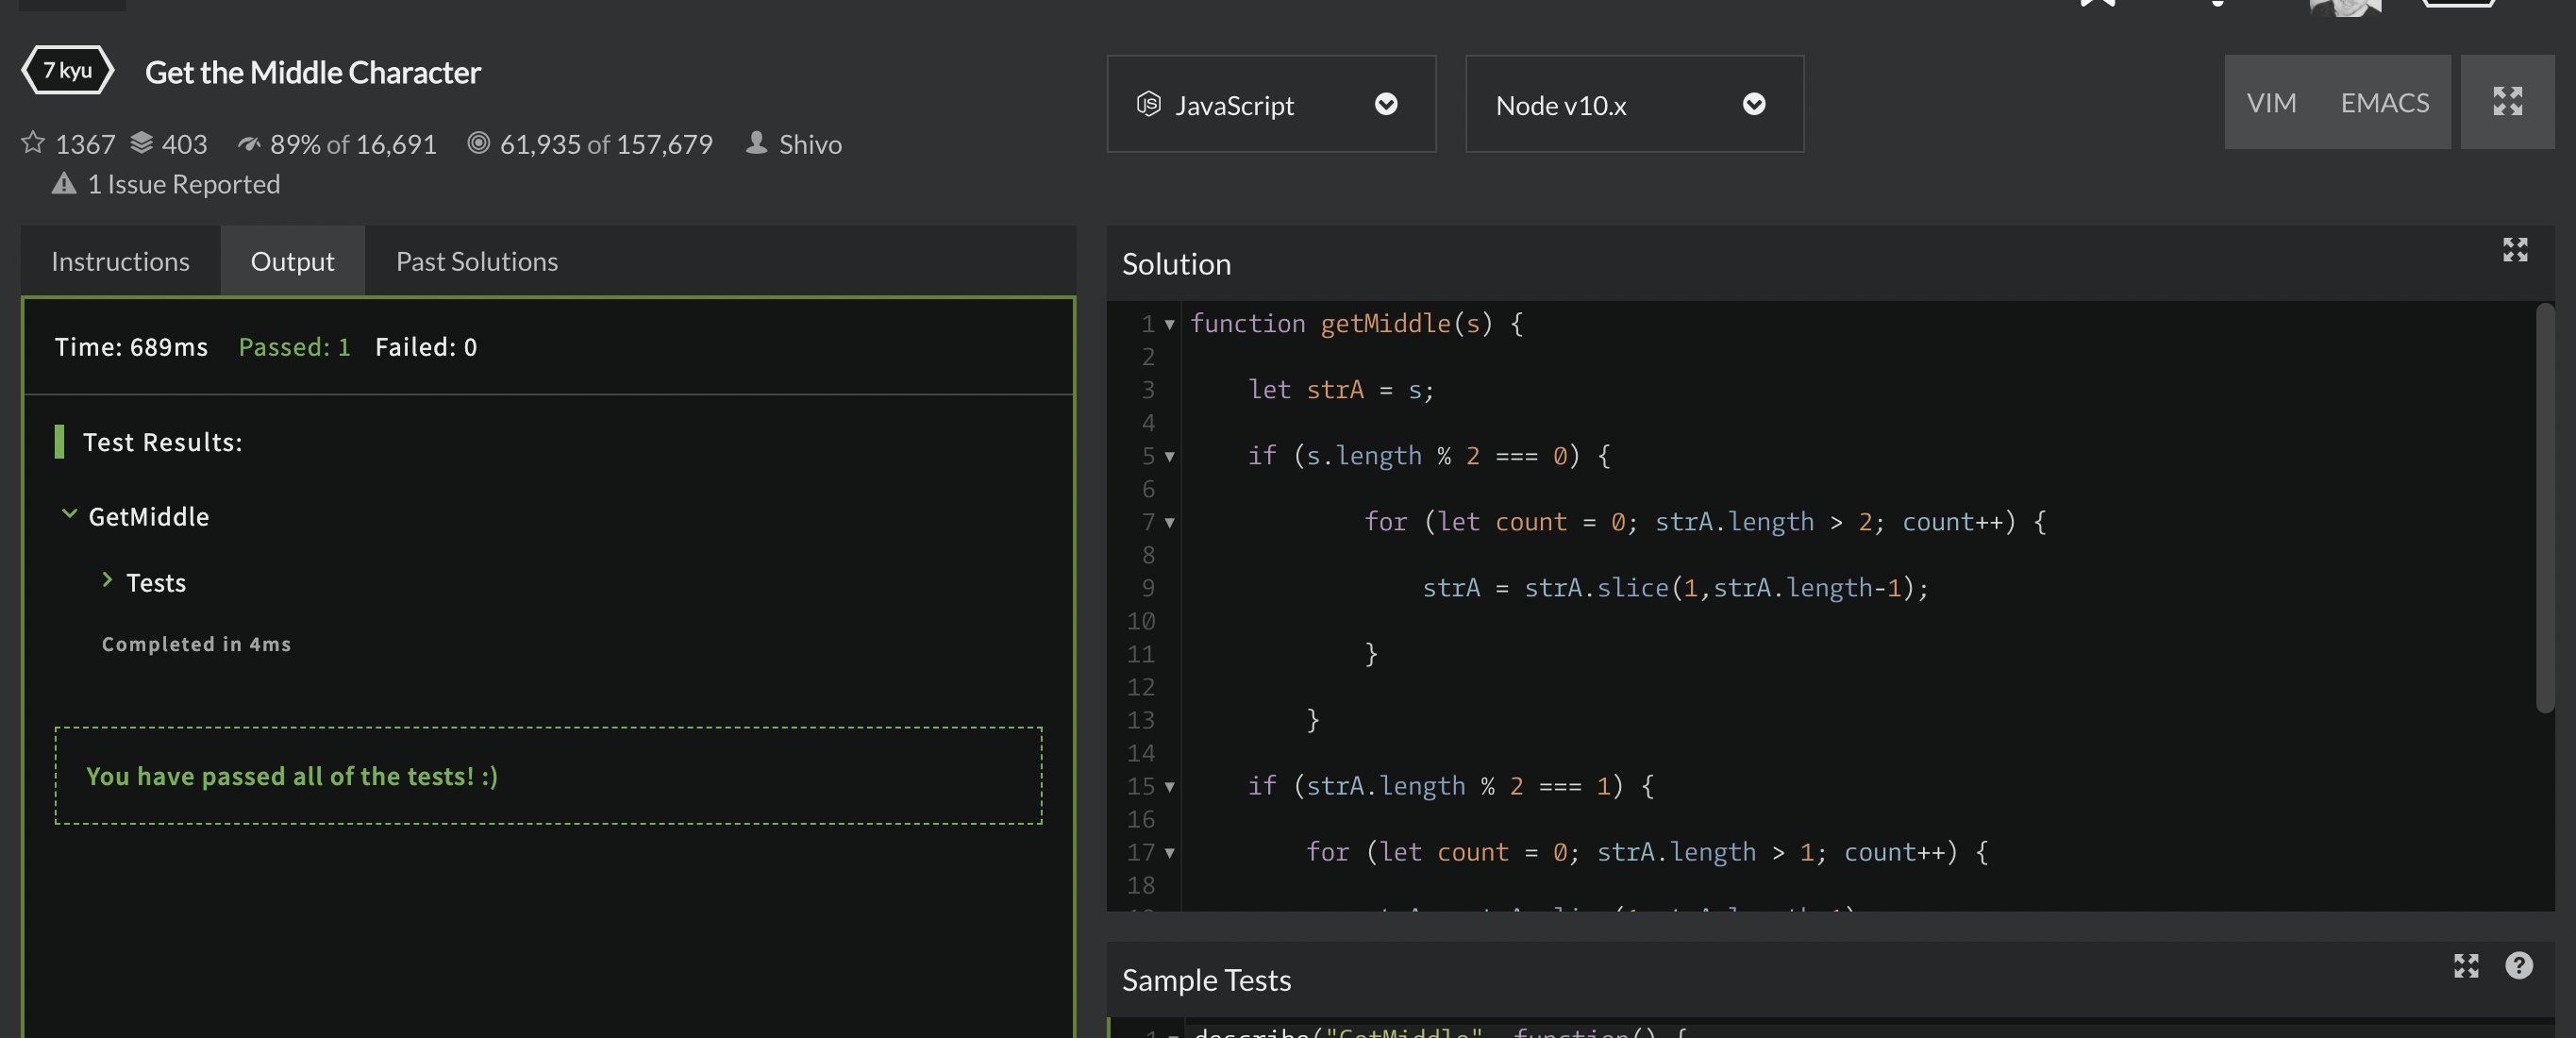 7 kyu
Get the Middle Character
1367 403 89% of 16,691 61,935 of 157,679 Shivo
1 Issue Reported
JavaScript
Node v10.x
VIM EMACS
Instructions Output Past Solutions
Time: 689ms Passed: 1 Failed: 0
Test Results:
GetMiddle
Tests
Completed in 4ms
You have passed all of the tests! :)
Solution
1 function getMiddle(s) {
2
3 let strA = s;
4
5 if (s.length % 2 === 0) {
6
7 for (let count = 0; strA.length > 2; count++) {
8
9 strA = strA.slice(1,strA.length-1);
10
11 }
12
13 }
14
15 if (strA.length % 2 === 1) {
16
17 for (let count = 0; strA.length > 1; count++) {
18
Sample Tests
1 describe("GetMiddle", function() {